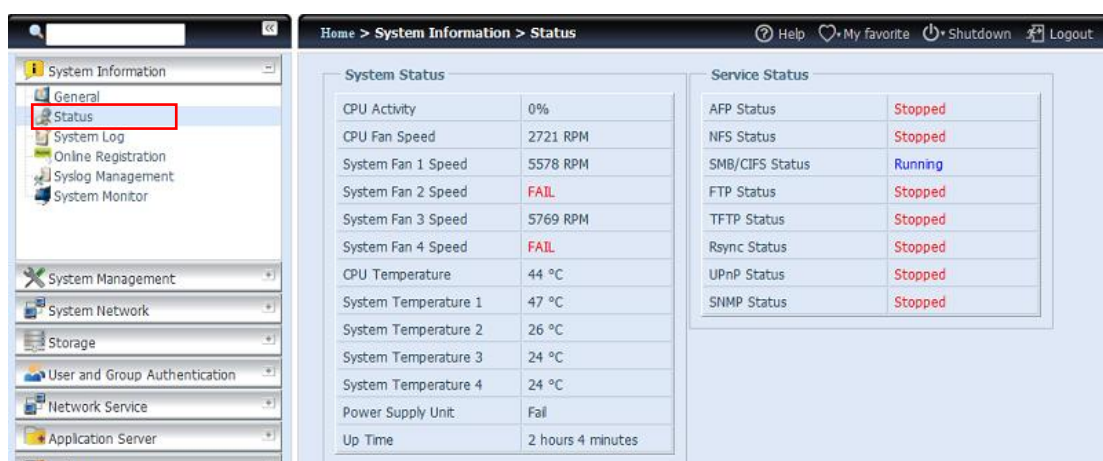 Home > System Information > Status
Help My favorite Shutdown Logout
System Information
General
Status
System Log
Online Registration
Syslog Management
System Monitor
System Management
System Network
Storage
User and Group Authentication
Network Service
Application Server
System Status
CPU Activity 0%
CPU Fan Speed 2721 RPM
System Fan 1 Speed 5578 RPM
System Fan 2 Speed FAIL
System Fan 3 Speed 5769 RPM
System Fan 4 Speed FAIL
CPU Temperature 44 °C
System Temperature 1 47 °C
System Temperature 2 26 °C
System Temperature 3 24 °C
System Temperature 4 24 °C
Power Supply Unit Fail
Up Time 2 hours 4 minutes
Service Status
AFP Status Stopped
NFS Status Stopped
SMB/CIFS Status Running
FTP Status Stopped
TFTP Status Stopped
Rsync Status Stopped
UPnP Status Stopped
SNMP Status Stopped